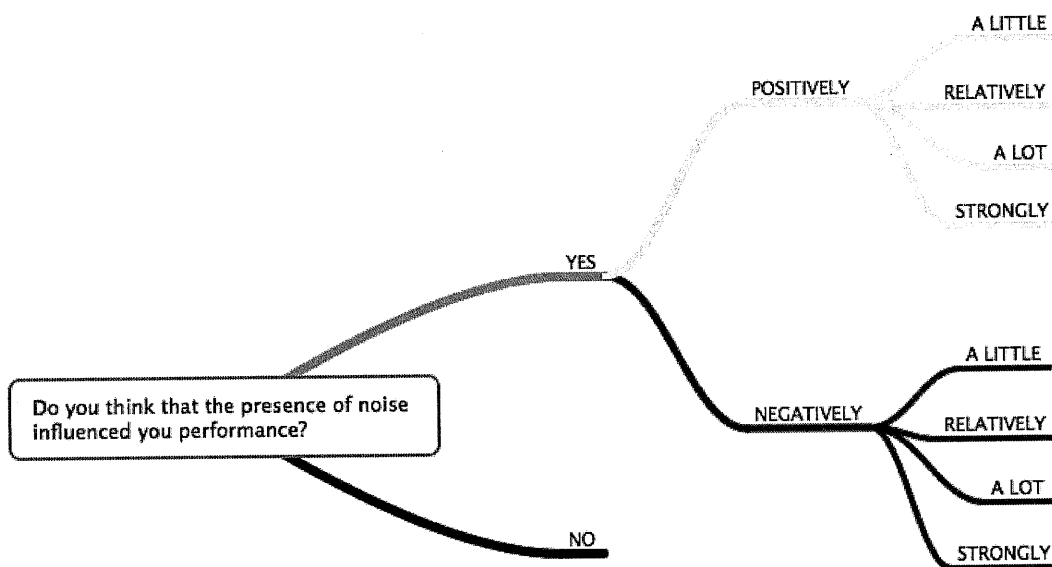 A LITTLE
POSITIVELY
RELATIVELY
A LOT
STRONGLY
YES
A LITTLE
Do you think that the presence of noise
influenced you performance?
NEGATIVELY
RELATIVELY
A LOT
NO
STRONGLY